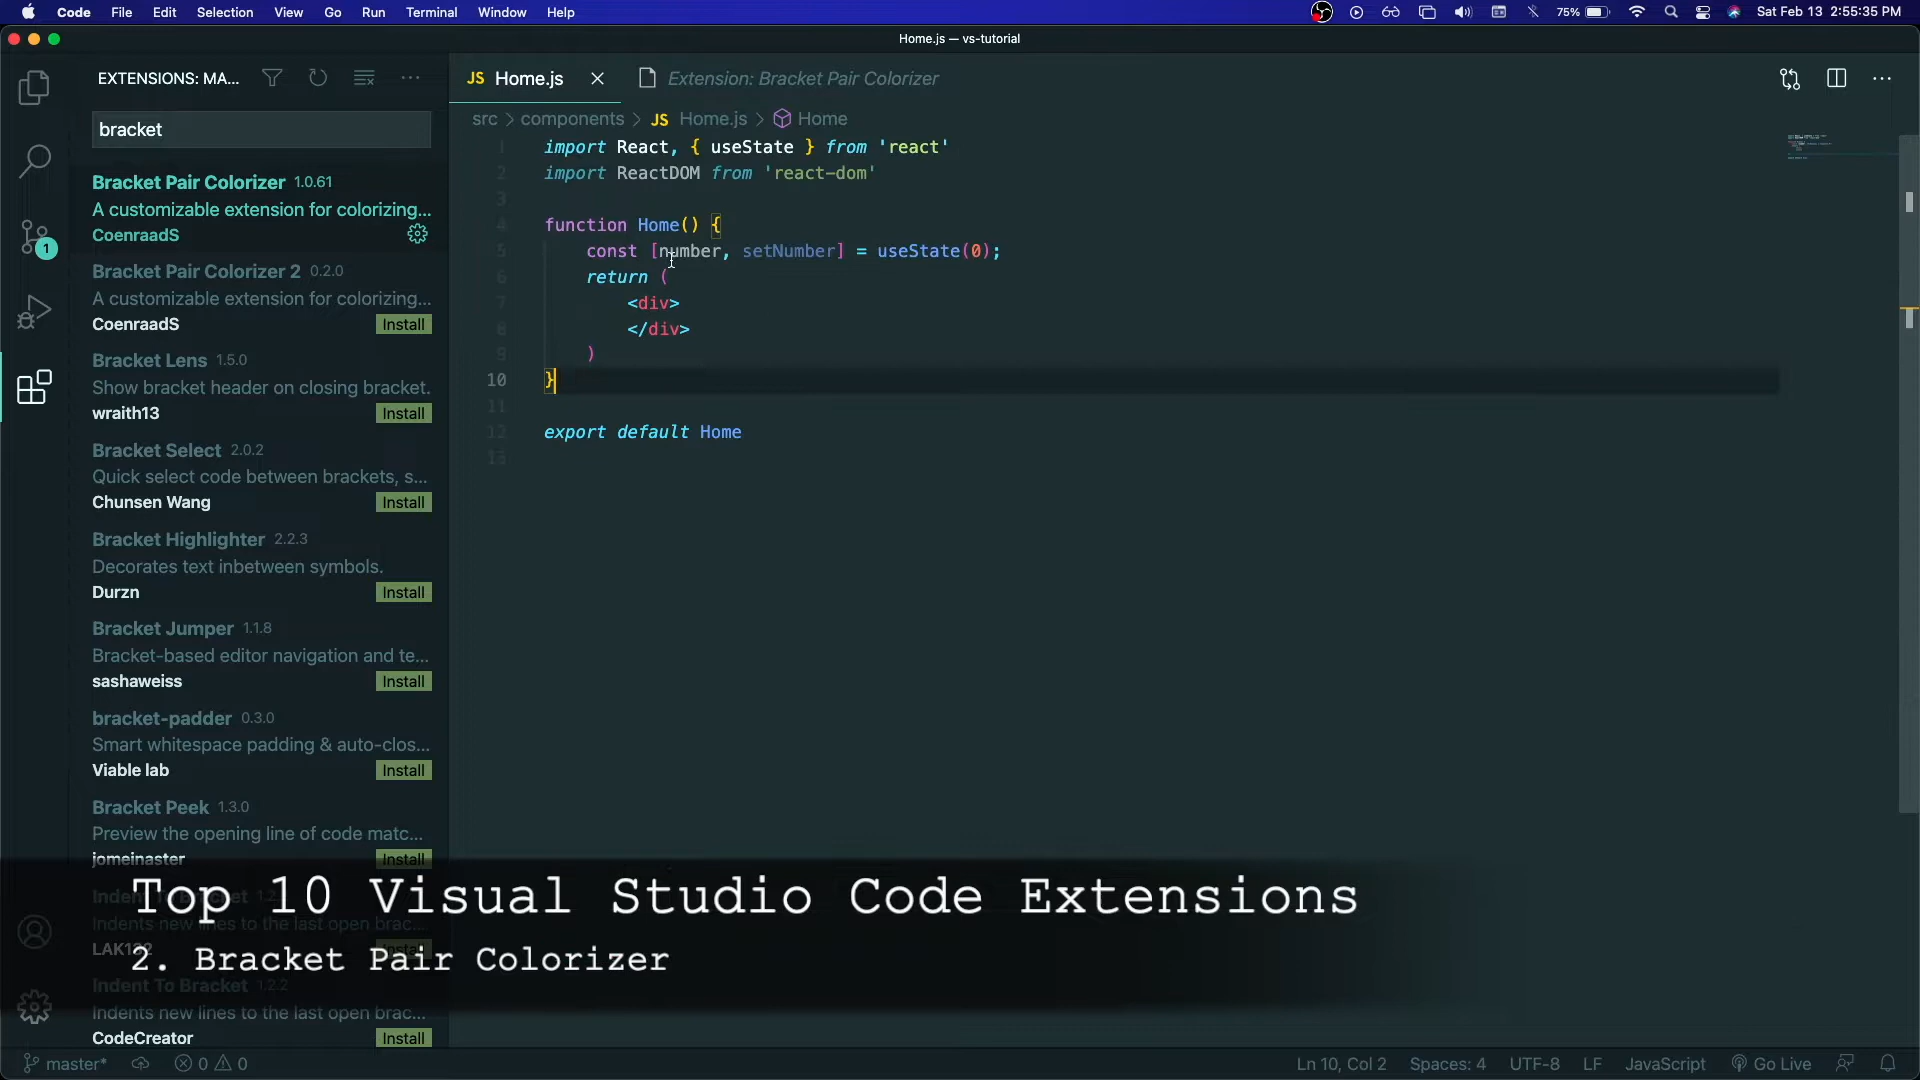 Code File Edit Selection View Go Run Terminal Window Help 75% Sat Feb 13 2:55:35 PM
Home.js — vs-tutorial
EXTENSIONS: MA...
JS Home.js Extension: Bracket Pair Colorizer
bracket
src > components > JS Home.js > Home
Bracket Pair Colorizer 1.0.61
A customizable extension for colorizing...
CoenraadS
1
Bracket Pair Colorizer 2 0.2.0
A customizable extension for colorizing...
CoenraadS Install
Bracket Lens 1.5.0
Show bracket header on closing bracket.
wraith13 Install
Bracket Select 2.0.2
Quick select code between brackets, s...
Chunsen Wang Install
Bracket Highlighter 2.2.3
Decorates text inbetween symbols.
Durzn Install
Bracket Jumper 1.1.8
Bracket-based editor navigation and te...
sashaweiss Install
bracket-padder 0.3.0
Smart whitespace padding & auto-clos...
Viable lab Install
Bracket Peek 1.3.0
Preview the opening line of code matc...
jomeinaster Install
Indents new lines to the last open brac...
Indent To Bracket 1.2.2
Indents new lines to the last open brac...
CodeCreator Install
1 import React, { useState } from 'react'
2 import ReactDOM from 'react-dom'
3
4 function Home() {
5 const [number, setNumber] = useState(0);
6 return (
7 <div>
8 </div>
9 )
10 }
11
12 export default Home
13
Top 10 Visual Studio Code Extensions
2. Bracket Pair Colorizer
master* 0 0 Ln 10, Col 2 Spaces: 4 UTF-8 LF JavaScript Go Live